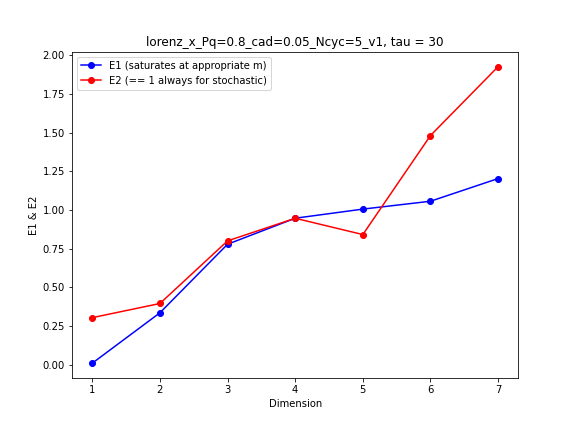 lorenz_x_Pq=0.8_cad=0.05_Ncyc=5_v1, tau = 30
E1 (saturates at appropriate m)
E2 (== 1 always for stochastic)
E1 & E2
2.00
1.75
1.50
1.25
1.00
0.75
0.50
0.25
0.00
1 2 3 4 5 6 7
Dimension